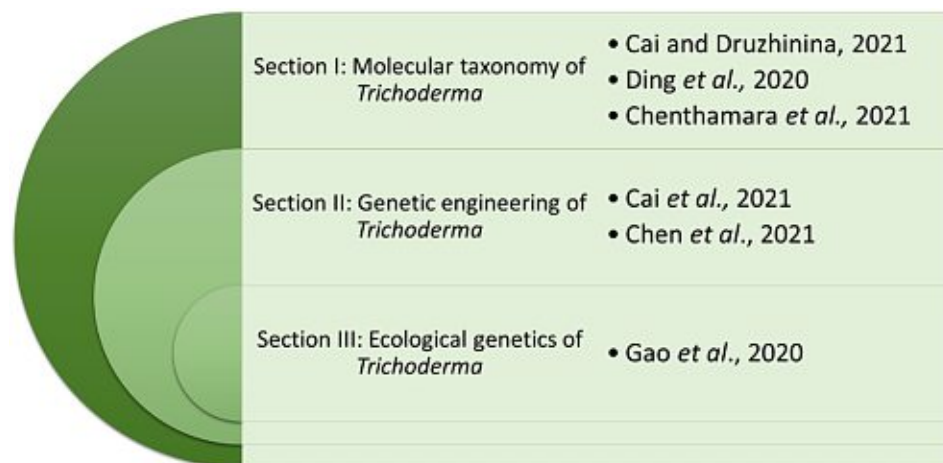 Section I: Molecular taxonomy of
Trichoderma
• Cai and Druzhinina, 2021
• Ding et al., 2020
• Chenthamara et al., 2021
Section II: Genetic engineering of
Trichoderma
• Cai et al., 2021
• Chen et al., 2021
Section III: Ecological genetics of
Trichoderma
• Gao et al., 2020